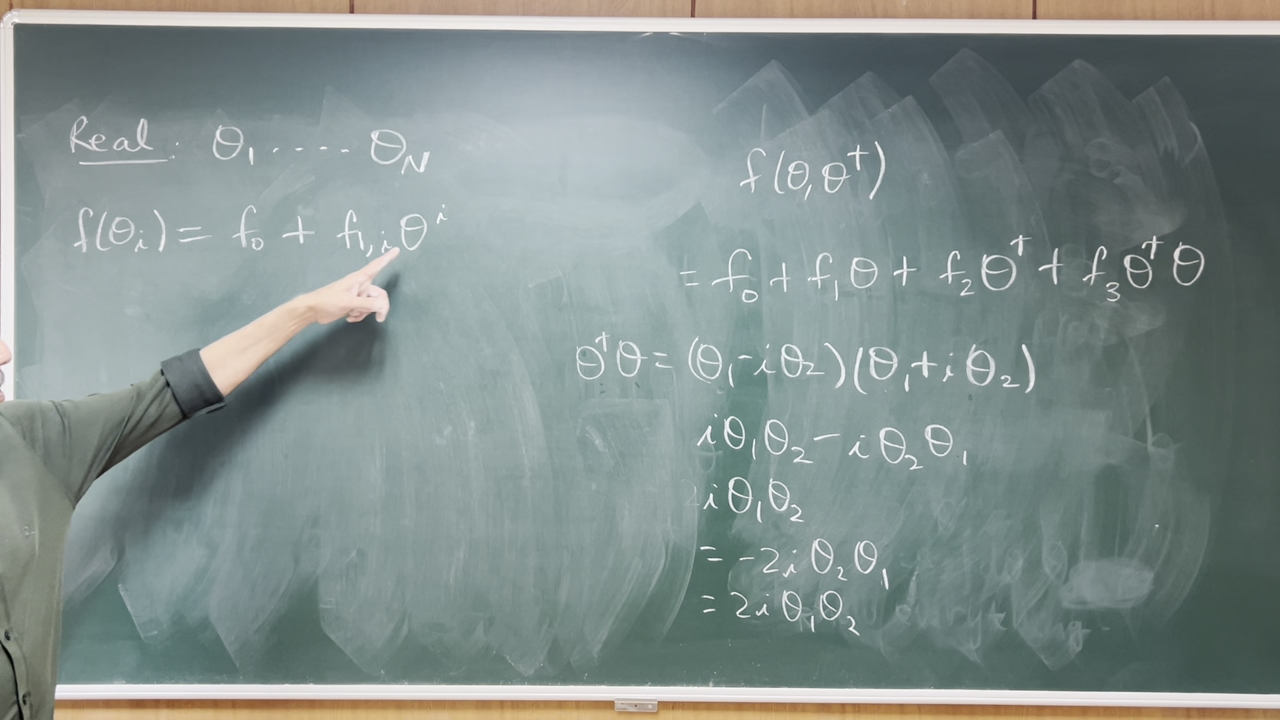 Real: θ₁ ..... θ_N
f(θᵢ) = f₀ + f₁,ᵢθⁱ
f(θ,θ†)
= f₀ + f₁θ + f₂θ† + f₃θ†θ
θ†θ = (θ₁-iθ₂)(θ₁+iθ₂)
iθ₁θ₂ - iθ₂θ₁
2iθ₁θ₂
= -2iθ₂θ₁
= 2iθ₁θ₂